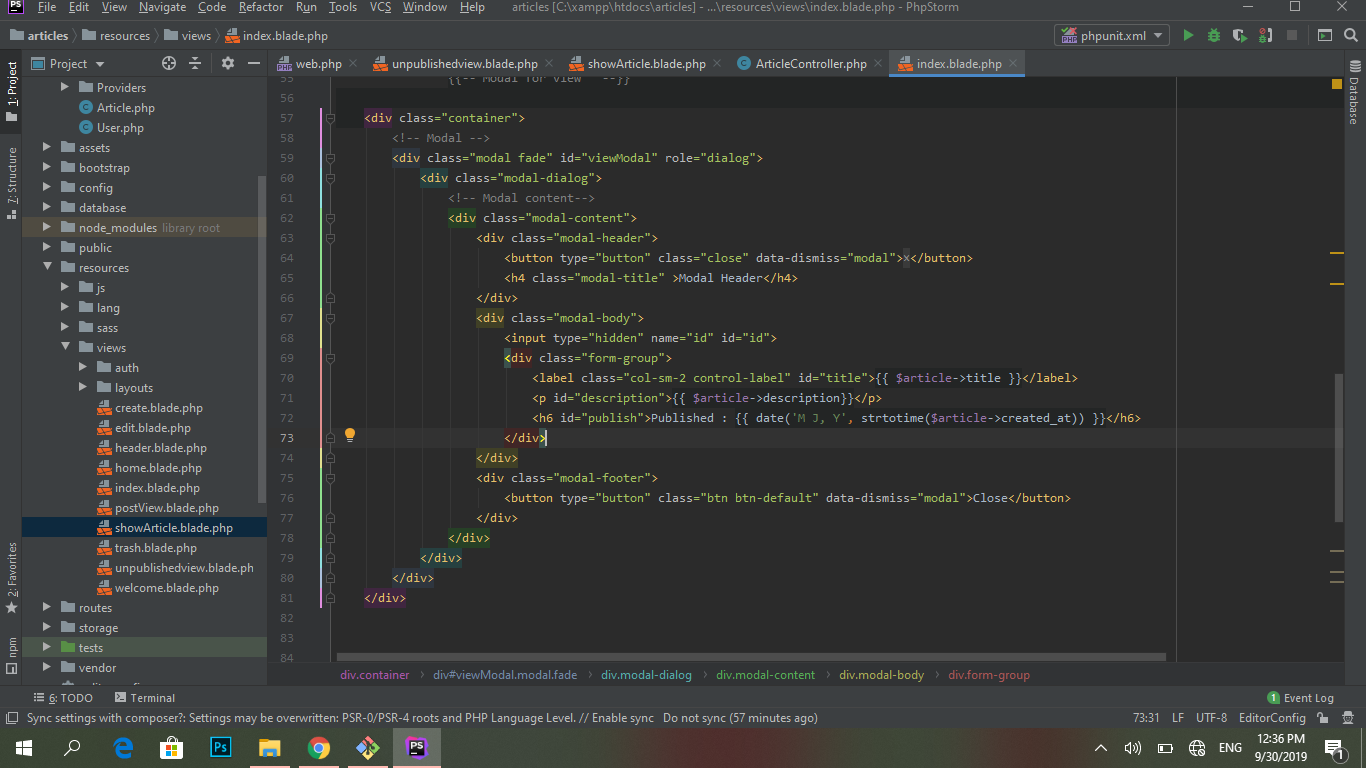 File Edit View Navigate Code Refactor Run Tools VCS Window Help articles [C:\xampp\htdocs\articles] - ...\resources\views\index.blade.php - PhpStorm
articles resources views index.blade.php phpunit.xml
Project web.php unpublishedview.blade.php showArticle.blade.php ArticleController.php index.blade.php
1: Project
7: Structure
2: Favorites
npm
Database
Providers
Article.php
User.php
assets
bootstrap
config
database
node_modules library root
public
resources
js
lang
sass
views
auth
layouts
create.blade.php
edit.blade.php
header.blade.php
home.blade.php
index.blade.php
postView.blade.php
showArticle.blade.php
trash.blade.php
unpublishedview.blade.ph
welcome.blade.php
routes
storage
tests
vendor
55 {{-- Modal for view --}}
56
57 <div class="container">
58 <!-- Modal -->
59 <div class="modal fade" id="viewModal" role="dialog">
60 <div class="modal-dialog">
61 <!-- Modal content-->
62 <div class="modal-content">
63 <div class="modal-header">
64 <button type="button" class="close" data-dismiss="modal">×</button>
65 <h4 class="modal-title" >Modal Header</h4>
66 </div>
67 <div class="modal-body">
68 <input type="hidden" name="id" id="id">
69 <div class="form-group">
70 <label class="col-sm-2 control-label" id="title">{{ $article->title }}</label>
71 <p id="description">{{ $article->description}}</p>
72 <h6 id="publish">Published : {{ date('M J, Y', strtotime($article->created_at)) }}</h6>
73 </div>
74 </div>
75 <div class="modal-footer">
76 <button type="button" class="btn btn-default" data-dismiss="modal">Close</button>
77 </div>
78 </div>
79 </div>
80 </div>
81 </div>
82
83
84
div.container div#viewModal.modal.fade div.modal-dialog div.modal-content div.modal-body div.form-group
6: TODO Terminal 1 Event Log
Sync settings with composer?: Settings may be overwritten: PSR-0/PSR-4 roots and PHP Language Level. // Enable sync Do not sync (57 minutes ago) 73:31 LF UTF-8 EditorConfig
ENG 12:36 PM
9/30/2019 1